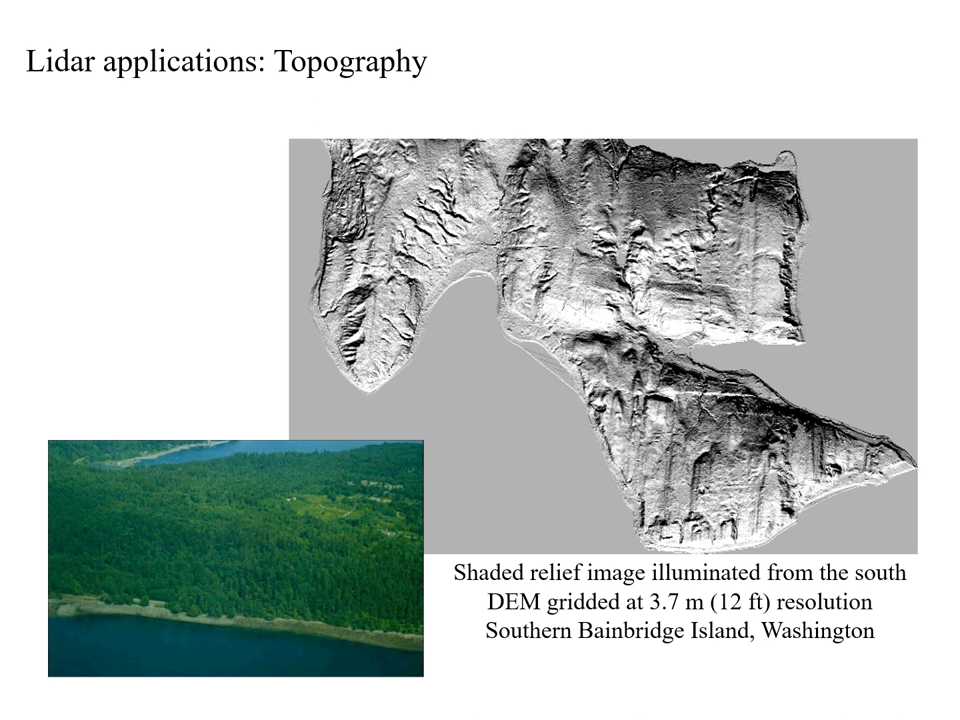 Lidar applications: Topography
Shaded relief image illuminated from the south
DEM gridded at 3.7 m (12 ft) resolution
Southern Bainbridge Island, Washington